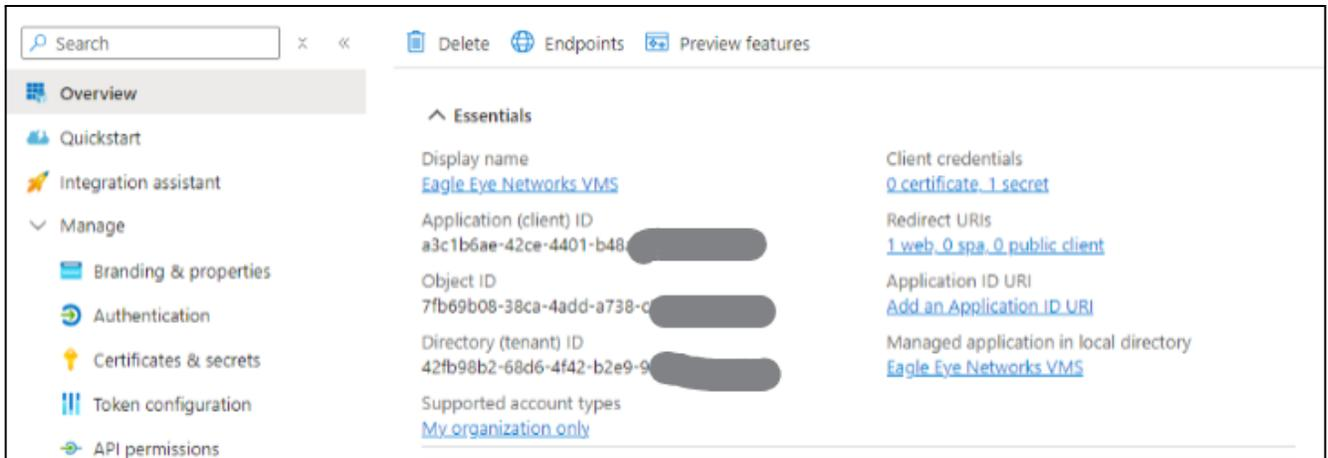 Search
Delete
Endpoints
Preview features
Overview
Quickstart
Integration assistant
Manage
Branding & properties
Authentication
Certificates & secrets
Token configuration
API permissions
Essentials
Display name
Eagle Eye Networks VMS
Application (client) ID
a3c1b6ae-42ce-4401-b48
Object ID
7fb69b08-38ca-4add-a738-c
Directory (tenant) ID
42fb98b2-68d6-4f42-b2e9-9
Supported account types
My organization only
Client credentials
0 certificate, 1 secret
Redirect URIs
1 web, 0 spa, 0 public client
Application ID URI
Add an Application ID URI
Managed application in local directory
Eagle Eye Networks VMS